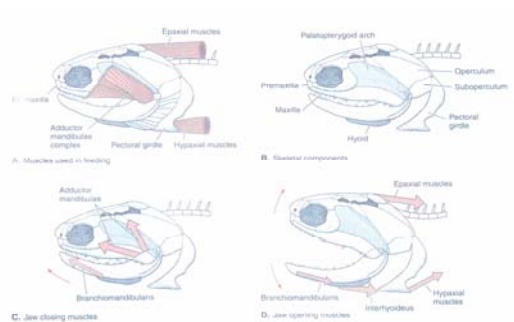 Epaxial muscles
Adductor
mandibulae
complex
Pectoral girdle
Hypaxial muscles
A. Muscles used in feeding
Palatopterygoid arch
Premaxilla
Maxilla
Operculum
Suboperculum
Pectoral
girdle
Hyoid
B. Skeletal components
Adductor
mandibulae
Branchiomandibularis
C. Jaw closing muscles
Epaxial muscles
Branchiomandibularis
Interhyoideus
Hypaxial
muscles
D. Jaw opening muscles